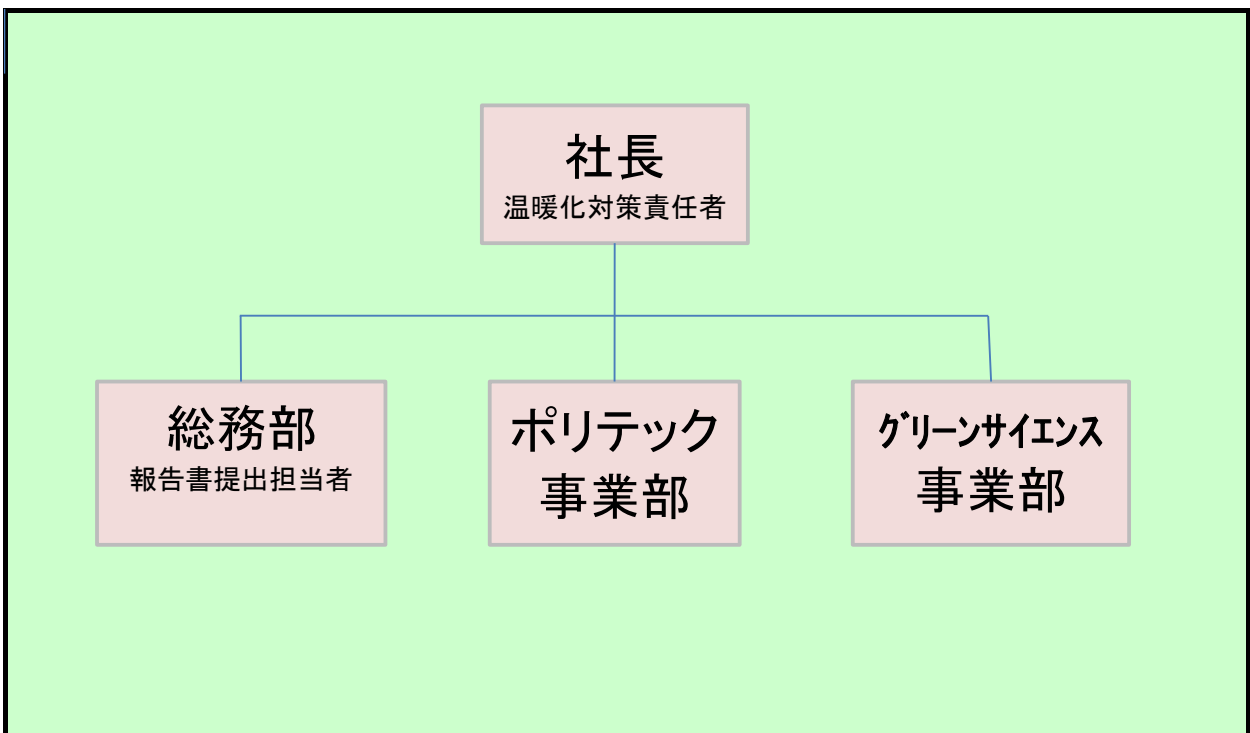 社長
温暖化対策責任者
総務部
報告書提出担当者
ポリテック
事業部
グリーンサイエンス
事業部